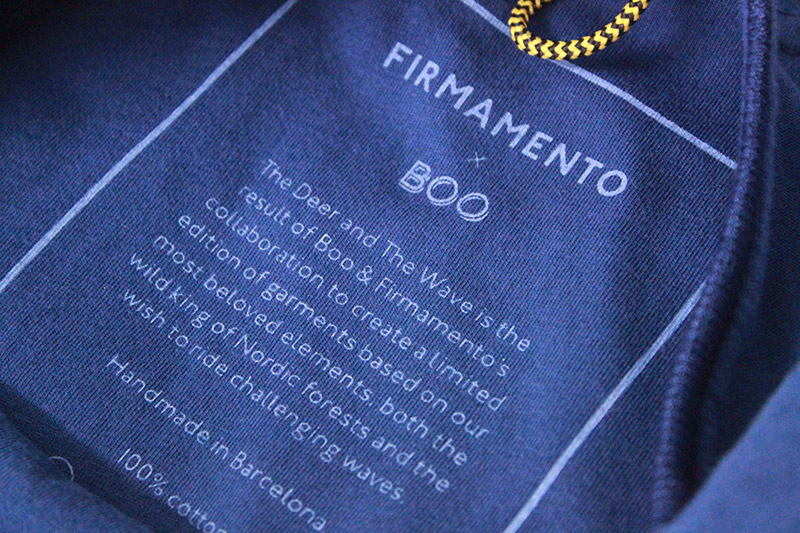 FIRMAMENTO
x
BOO
The Deer and The Wave is the
result of Boo & Firmamento's
collaboration to create a limited
edition of garments based on our
most beloved elements, both the
wild king of Nordic forests and the
wish to ride challenging waves.
Handmade in Barcelona
100% cotton